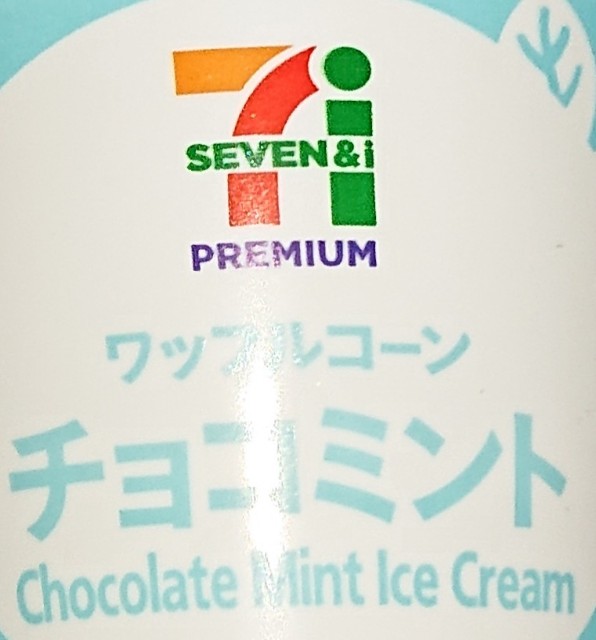 7i
SEVEN&i
PREMIUM
ワッフルコーン
チョコミント
Chocolate Mint Ice Cream